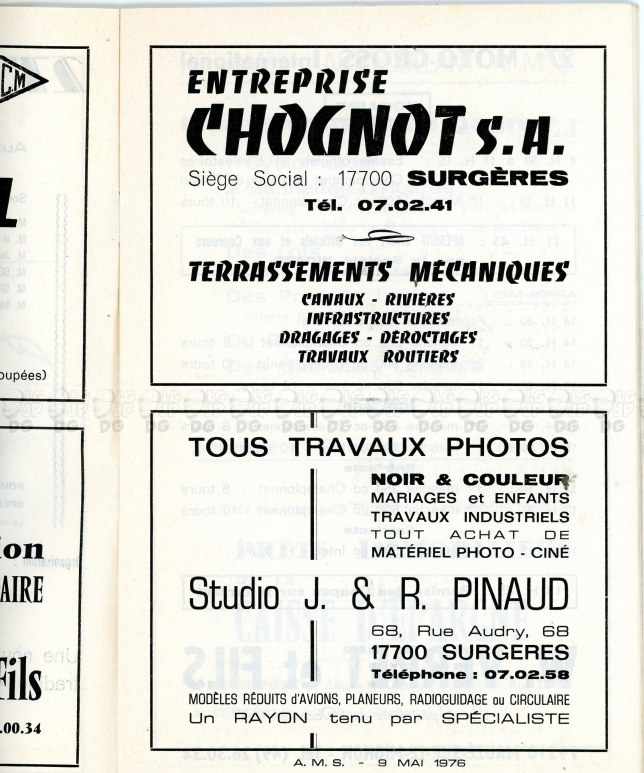 C.M
L
oupées)
ion
AIRE
Fils
.00.34
ENTREPRISE
CHOGNOT S.A.
Siège Social : 17700 SURGÈRES
Tél. 07.02.41
TERRASSEMENTS MÉCANIQUES
CANAUX - RIVIÈRES
INFRASTRUCTURES
DRAGAGES - DÉROCTAGES
TRAVAUX ROUTIERS
TOUS TRAVAUX PHOTOS
NOIR & COULEUR
MARIAGES et ENFANTS
TRAVAUX INDUSTRIELS
TOUT ACHAT DE
MATÉRIEL PHOTO - CINÉ
Studio J. & R. PINAUD
68, Rue Audry, 68
17700 SURGERES
Téléphone : 07.02.58
MODÈLES RÉDUITS d'AVIONS, PLANEURS, RADIOGUIDAGE ou CIRCULAIRE
Un RAYON tenu par SPÉCIALISTE
A. M. S. - 9 MAI 1976